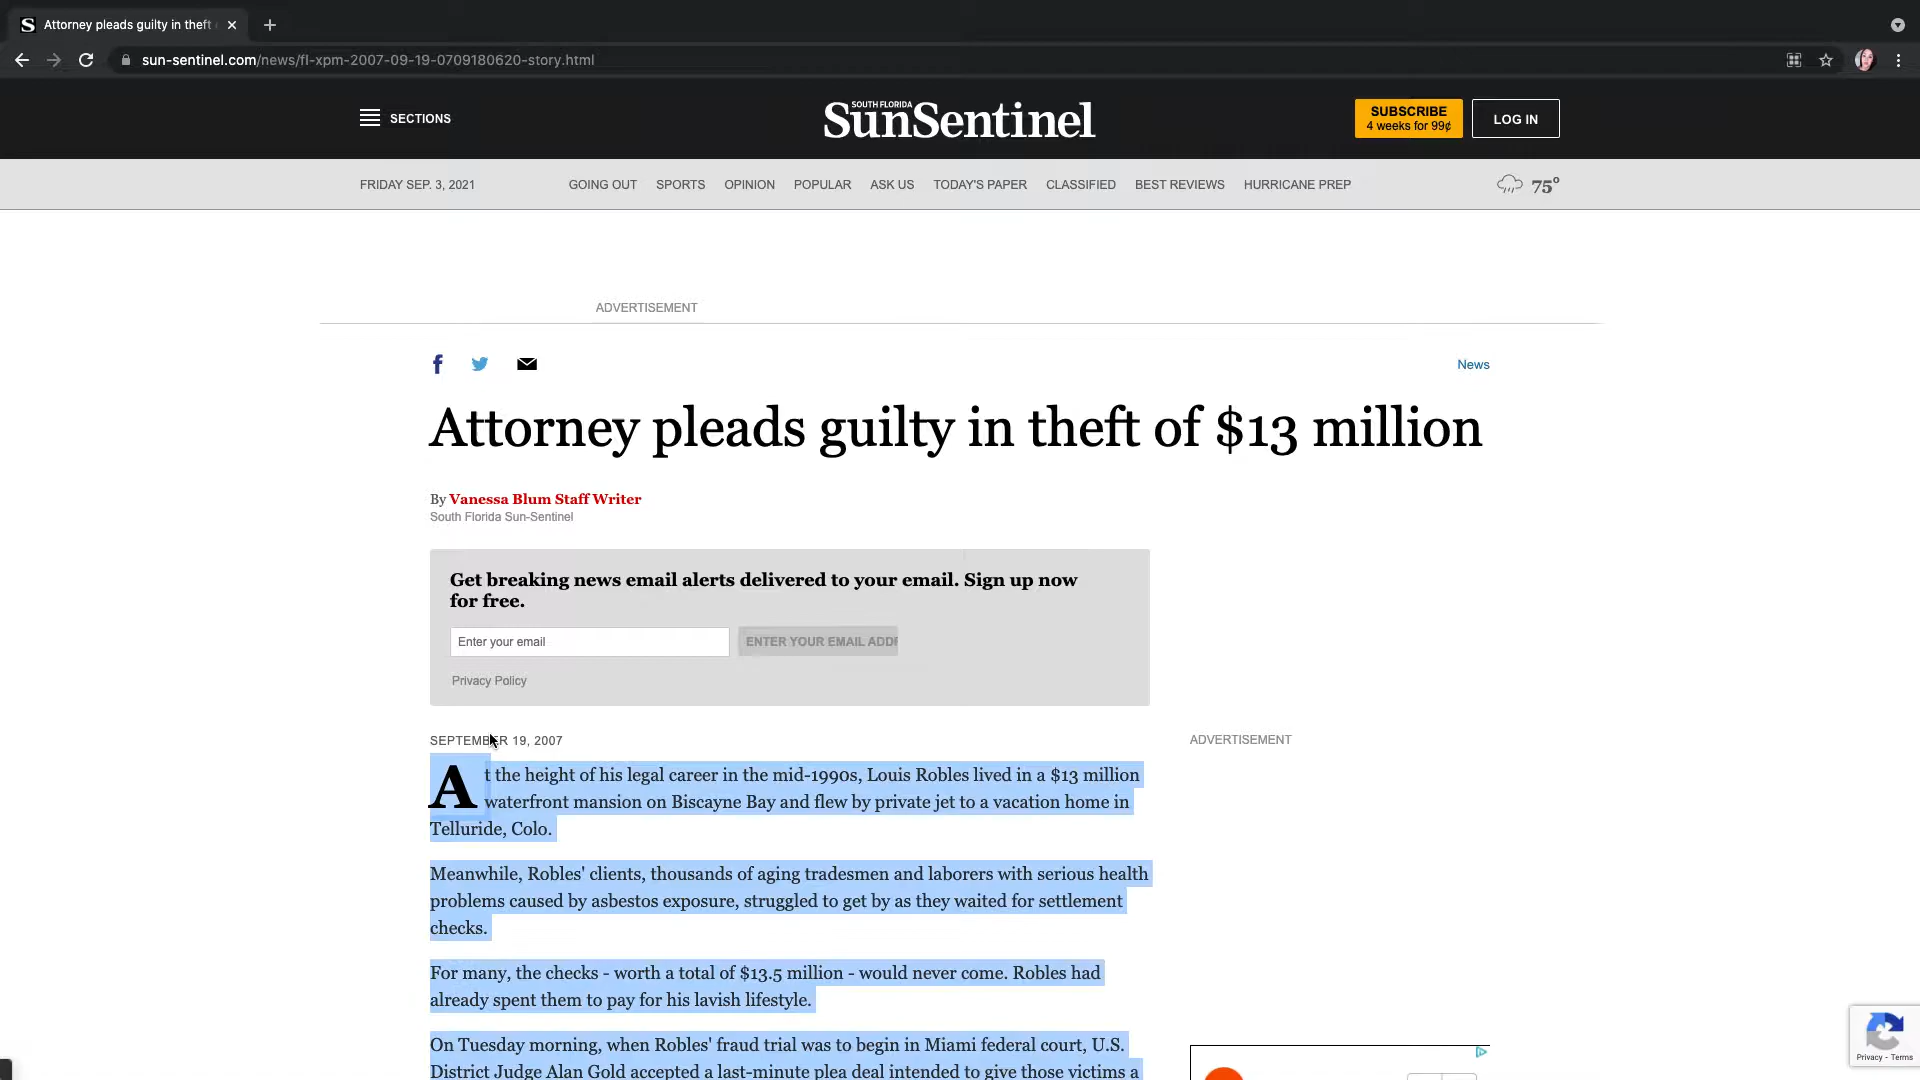 Attorney pleads guilty in theft
sun-sentinel.com/news/fl-xpm-2007-09-19-0709180620-story.html
SECTIONS
SOUTH FLORIDA
SunSentinel
SUBSCRIBE
4 weeks for 99¢
LOG IN
FRIDAY SEP. 3, 2021
GOING OUT SPORTS OPINION POPULAR ASK US TODAY'S PAPER CLASSIFIED BEST REVIEWS HURRICANE PREP
75°
ADVERTISEMENT
News
Attorney pleads guilty in theft of $13 million
By Vanessa Blum Staff Writer
South Florida Sun-Sentinel
Get breaking news email alerts delivered to your email. Sign up now
for free.
Enter your email
ENTER YOUR EMAIL ADDR
Privacy Policy
SEPTEMBER 19, 2007
ADVERTISEMENT
At the height of his legal career in the mid-1990s, Louis Robles lived in a $13 million
waterfront mansion on Biscayne Bay and flew by private jet to a vacation home in
Telluride, Colo.
Meanwhile, Robles' clients, thousands of aging tradesmen and laborers with serious health
problems caused by asbestos exposure, struggled to get by as they waited for settlement
checks.
For many, the checks - worth a total of $13.5 million - would never come. Robles had
already spent them to pay for his lavish lifestyle.
On Tuesday morning, when Robles' fraud trial was to begin in Miami federal court, U.S.
District Judge Alan Gold accepted a last-minute plea deal intended to give those victims a
Privacy - Terms